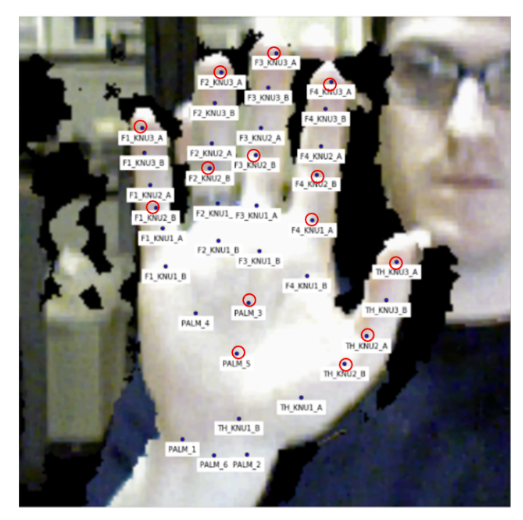 F3_KNU3_A
F2_KNU3_A
F4_KNU3_A
F3_KNU3_B
F2_KNU3_B
F4_KNU3_B
F1_KNU3_A
F3_KNU2_A
F2_KNU2_A
F4_KNU2_A
F1_KNU3_B
F3_KNU2_B
F2_KNU2_B
F4_KNU2_B
F1_KNU2_A
F1_KNU2_B
F2_KNU1_
F3_KNU1_A
F4_KNU1_A
F1_KNU1_A
F2_KNU1_B
F3_KNU1_B
TH_KNU3_A
F1_KNU1_B
F4_KNU1_B
TH_KNU3_B
PALM_3
PALM_4
TH_KNU2_A
PALM_5
TH_KNU2_B
TH_KNU1_A
TH_KNU1_B
PALM_1
PALM_6
PALM_2